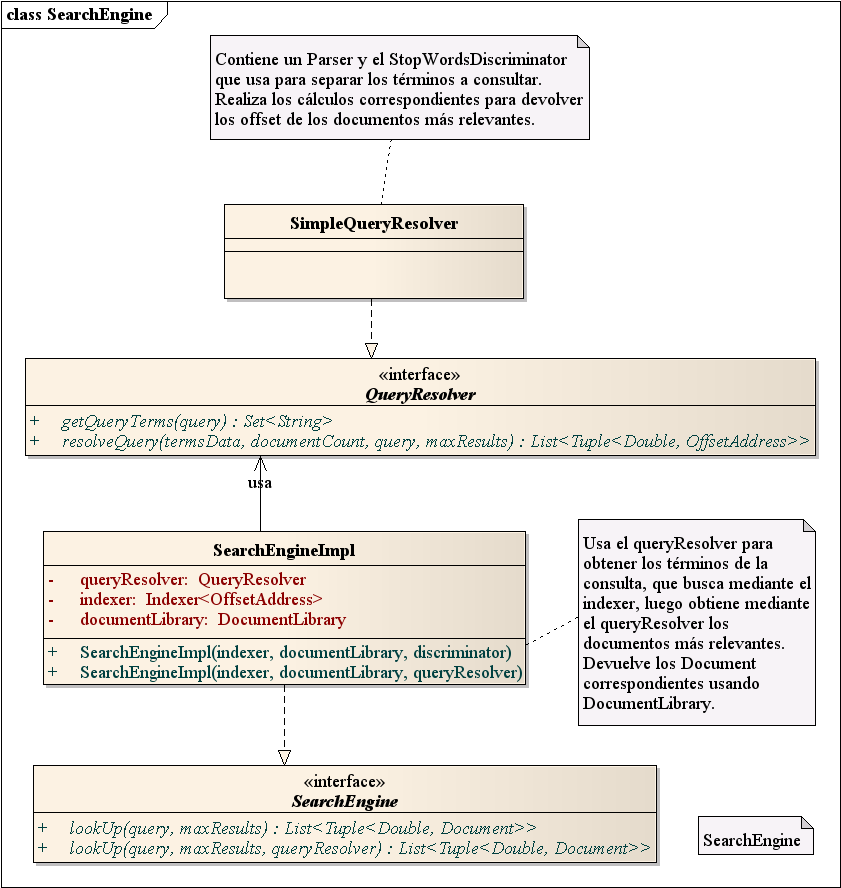 class SearchEngine
Contiene un Parser y el StopWordsDiscriminator
que usa para separar los términos a consultar.
Realiza los cálculos correspondientes para devolver
los offset de los documentos más relevantes.
SimpleQueryResolver
«interface»
QueryResolver
+ getQueryTerms(query) : Set<String>
+ resolveQuery(termsData, documentCount, query, maxResults) : List<Tuple<Double, OffsetAddress>>
usa
SearchEngineImpl
- queryResolver: QueryResolver
- indexer: Indexer<OffsetAddress>
- documentLibrary: DocumentLibrary
+ SearchEngineImpl(indexer, documentLibrary, discriminator)
+ SearchEngineImpl(indexer, documentLibrary, queryResolver)
Usa el queryResolver para
obtener los términos de la
consulta, que busca mediante el
indexer, luego obtiene mediante
el queryResolver los
documentos más relevantes.
Devuelve los Document
correspondientes usando
DocumentLibrary.
«interface»
SearchEngine
+ lookUp(query, maxResults) : List<Tuple<Double, Document>>
+ lookUp(query, maxResults, queryResolver) : List<Tuple<Double, Document>>
SearchEngine